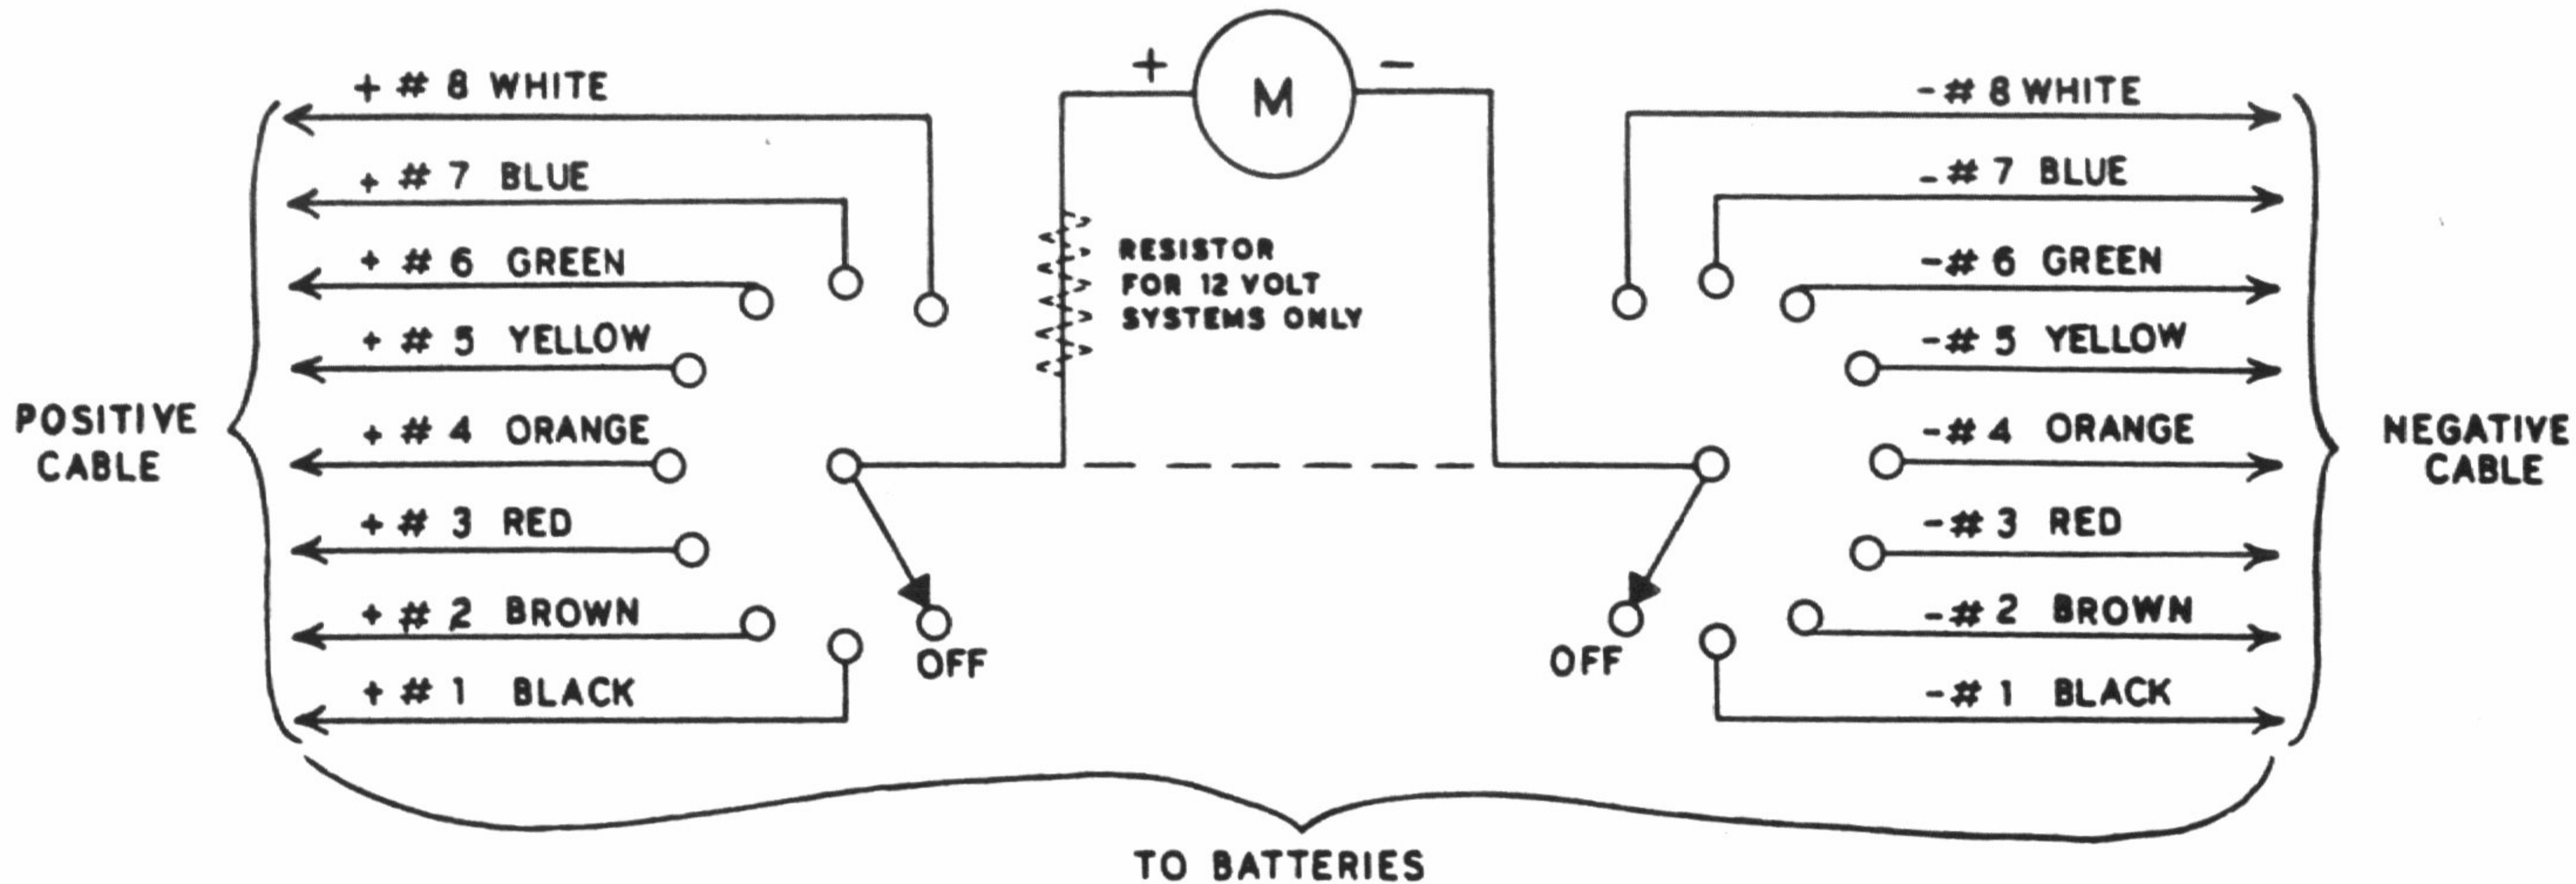 + # 8 WHITE
+ # 7 BLUE
+ # 6 GREEN
+ # 5 YELLOW
+ # 4 ORANGE
+ # 3 RED
+ # 2 BROWN
+ # 1 BLACK
POSITIVE
CABLE
OFF
+
M
-
RESISTOR
FOR 12 VOLT
SYSTEMS ONLY
-# 8 WHITE
-# 7 BLUE
-# 6 GREEN
-# 5 YELLOW
-# 4 ORANGE
-# 3 RED
-# 2 BROWN
-# 1 BLACK
OFF
NEGATIVE
CABLE
TO BATTERIES